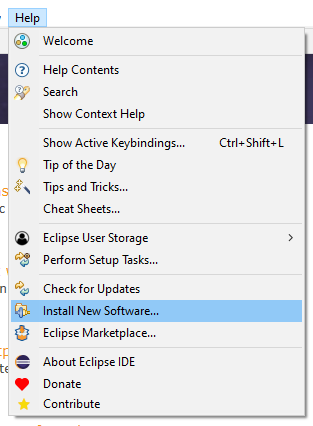 Help
Welcome
Help Contents
Search
Show Context Help
Show Active Keybindings... Ctrl+Shift+L
Tip of the Day
Tips and Tricks...
Cheat Sheets...
Eclipse User Storage
Perform Setup Tasks...
Check for Updates
Install New Software...
Eclipse Marketplace...
About Eclipse IDE
Donate
Contribute